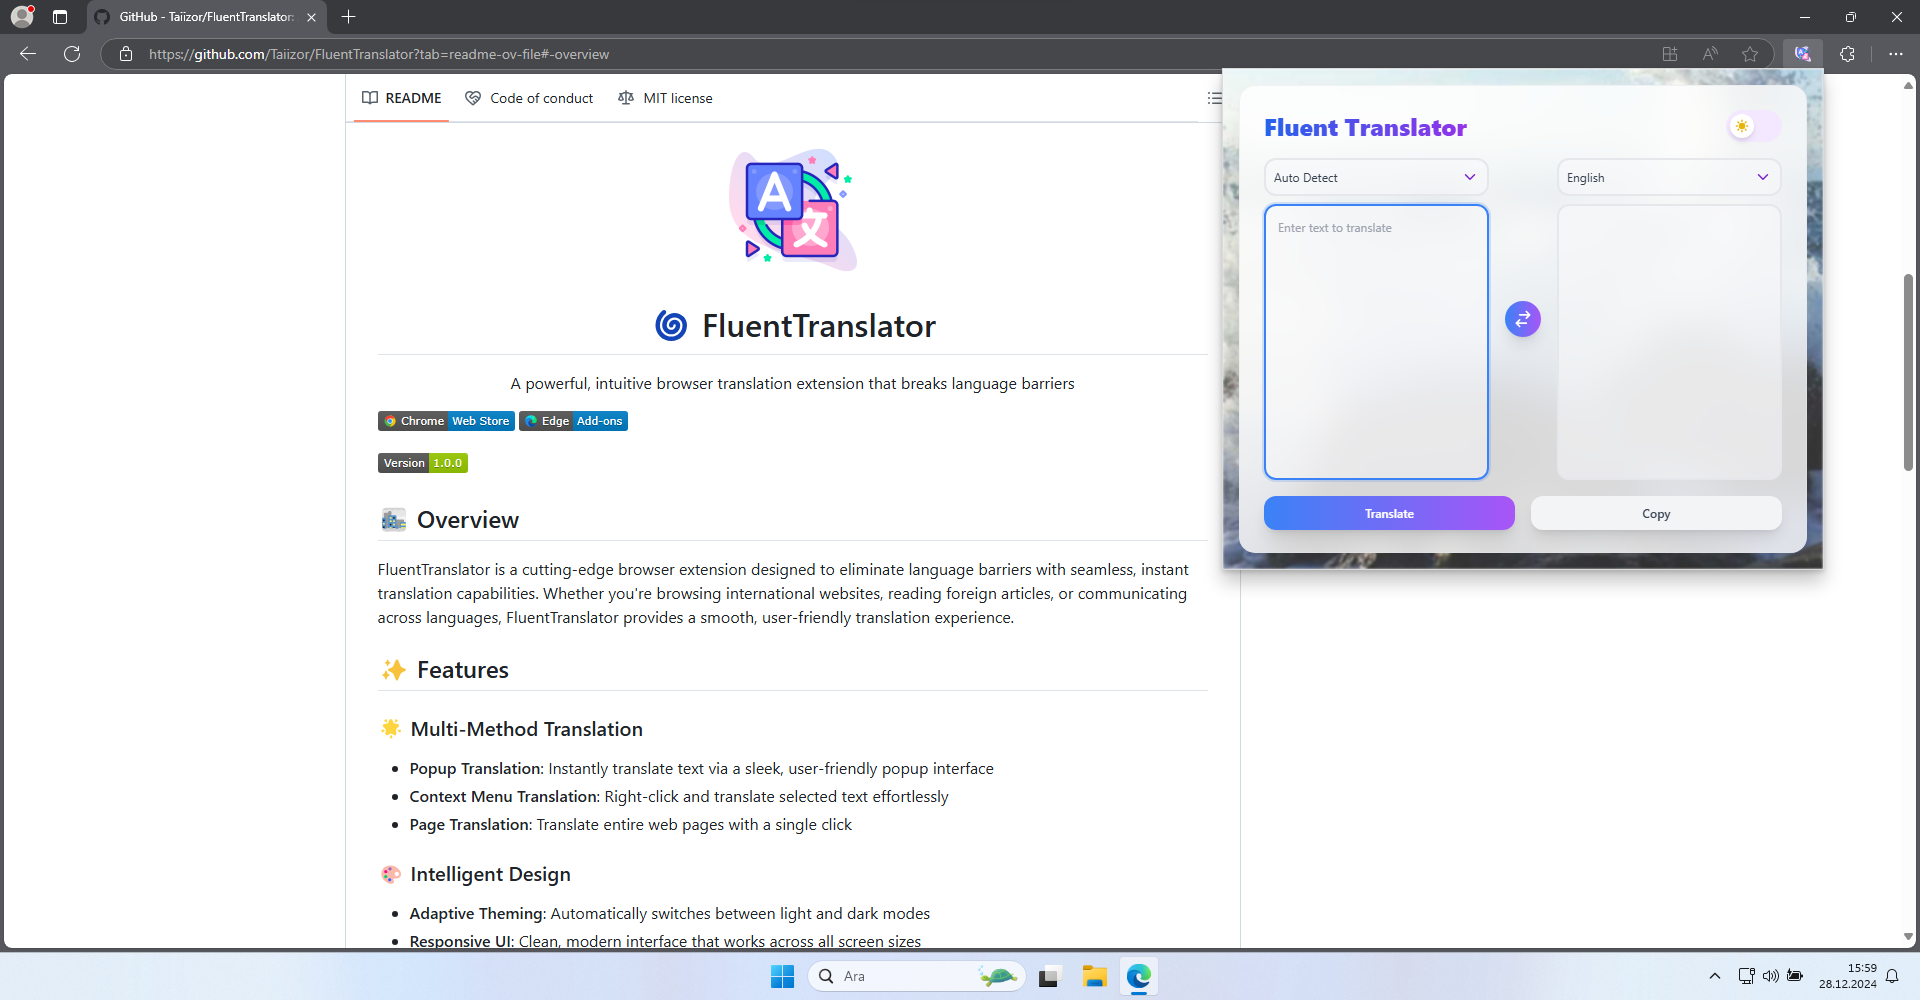 GitHub - Taiizor/FluentTranslator:
https://github.com/Taiizor/FluentTranslator?tab=readme-ov-file#-overview
README
Code of conduct
MIT license
A
文
FluentTranslator
A powerful, intuitive browser translation extension that breaks language barriers
Chrome Web Store
Edge Add-ons
Version 1.0.0
Overview
FluentTranslator is a cutting-edge browser extension designed to eliminate language barriers with seamless, instant
translation capabilities. Whether you're browsing international websites, reading foreign articles, or communicating
across languages, FluentTranslator provides a smooth, user-friendly translation experience.
Features
Multi-Method Translation
Popup Translation: Instantly translate text via a sleek, user-friendly popup interface
Context Menu Translation: Right-click and translate selected text effortlessly
Page Translation: Translate entire web pages with a single click
Intelligent Design
Adaptive Theming: Automatically switches between light and dark modes
Responsive UI: Clean, modern interface that works across all screen sizes
Fluent Translator
Auto Detect
English
Enter text to translate
Translate
Copy
Ara
15:59
28.12.2024